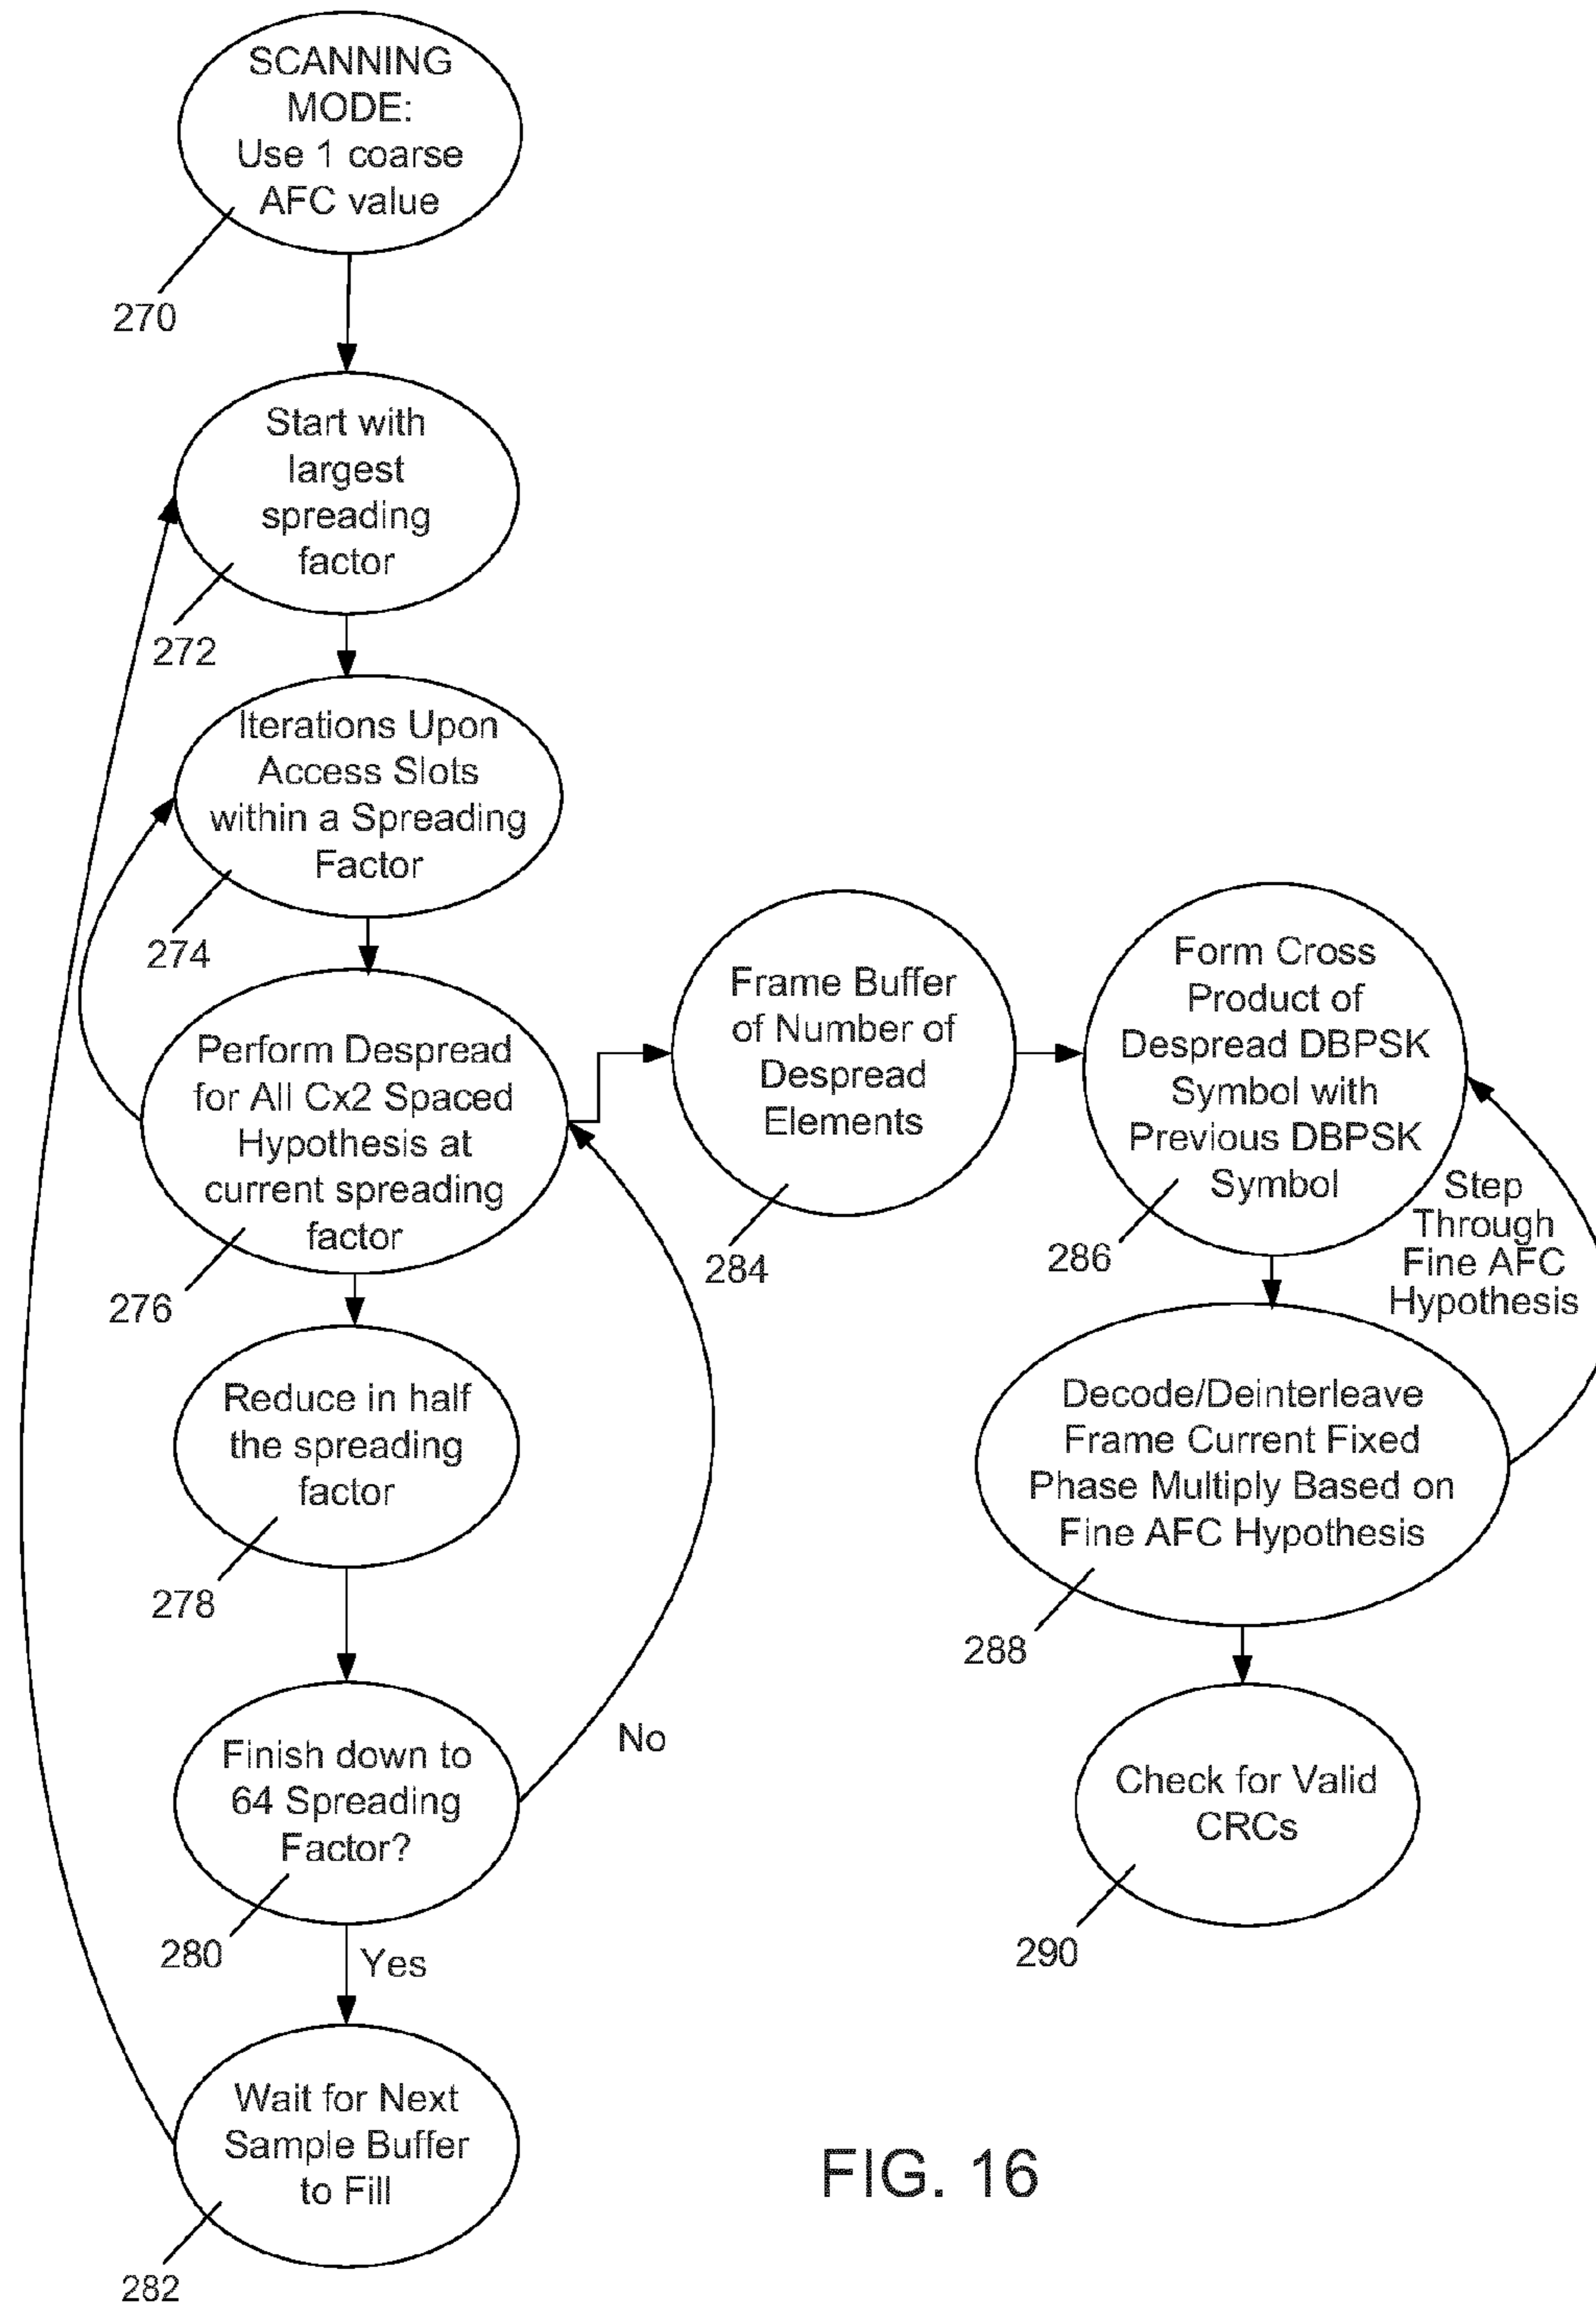 SCANNING
MODE:
Use 1 coarse
AFC value
270
Start with
largest
spreading
factor
272
Iterations Upon
Access Slots
within a Spreading
Factor
274
Perform Despread
for All Cx2 Spaced
Hypothesis at
current spreading
factor
276
Reduce in half
the spreading
factor
278
Finish down to
64 Spreading
Factor?
280
No
Yes
Wait for Next
Sample Buffer
to Fill
282
Frame Buffer
of Number of
Despread
Elements
284
Form Cross
Product of
Despread DBPSK
Symbol with
Previous DBPSK
Symbol
286
Step
Through
Fine AFC
Hypothesis
Decode/Deinterleave
Frame Current Fixed
Phase Multiply Based on
Fine AFC Hypothesis
288
Check for Valid
CRCs
290
FIG. 16